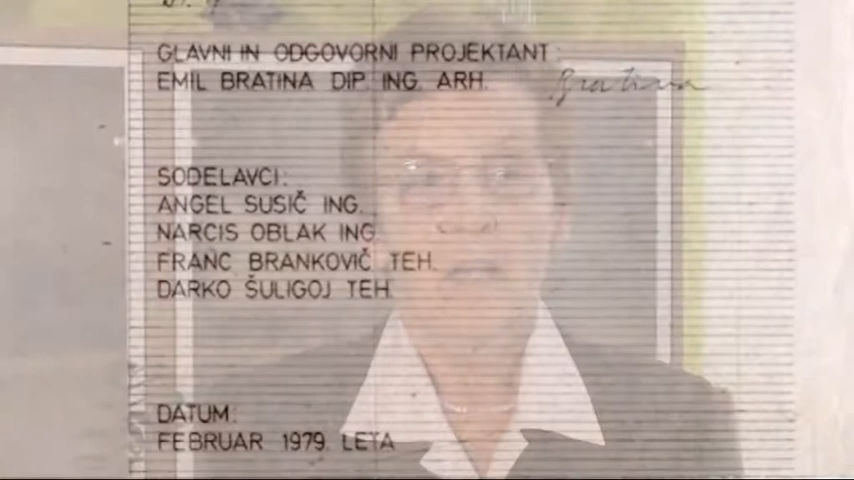 GLAVNI IN ODGOVORNI PROJEKTANT:
EMIL BRATINA DIP. ING. ARH.
Bratina
SODELAVCI:
ANGEL SUSIČ ING.
NARCIS OBLAK ING
FRANC BRANKOVIČ TEH.
DARKO ŠULIGOJ TEH.
DATUM:
FEBRUAR 1979. LETA